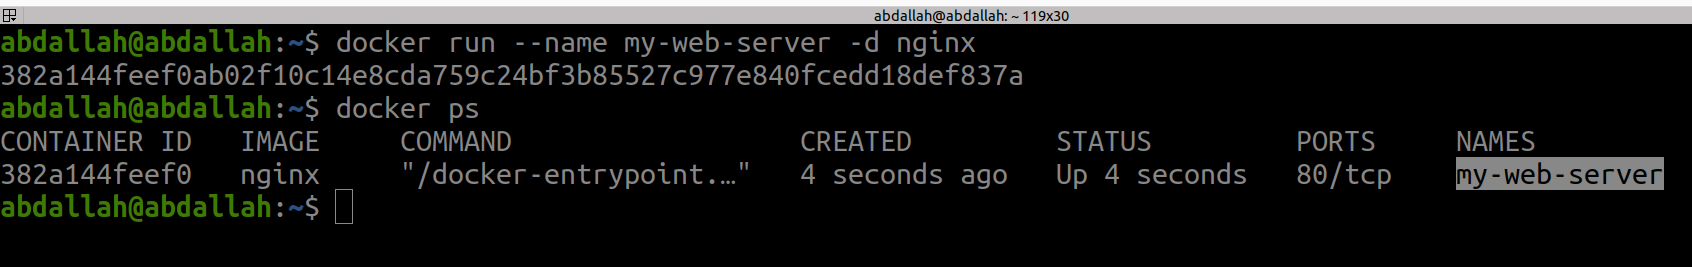 abdallah@abdallah: ~ 119x30
abdallah@abdallah:~$ docker run --name my-web-server -d nginx
382a144feef0ab02f10c14e8cda759c24bf3b85527c977e840fcedd18def837a
abdallah@abdallah:~$ docker ps
CONTAINER ID   IMAGE     COMMAND                  CREATED         STATUS         PORTS     NAMES
382a144feef0   nginx     "/docker-entrypoint.…"   4 seconds ago   Up 4 seconds   80/tcp    my-web-server
abdallah@abdallah:~$